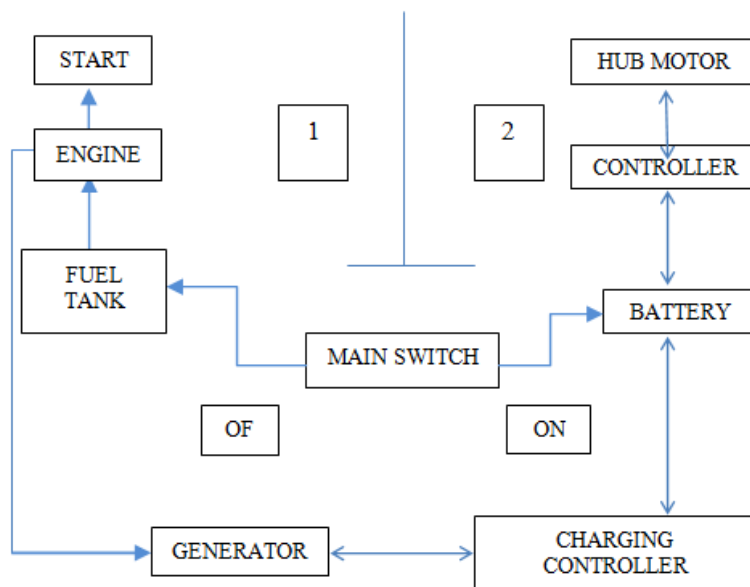 START
HUB MOTOR
1
2
ENGINE
CONTROLLER
FUEL
TANK
BATTERY
MAIN SWITCH
OF
ON
GENERATOR
CHARGING
CONTROLLER